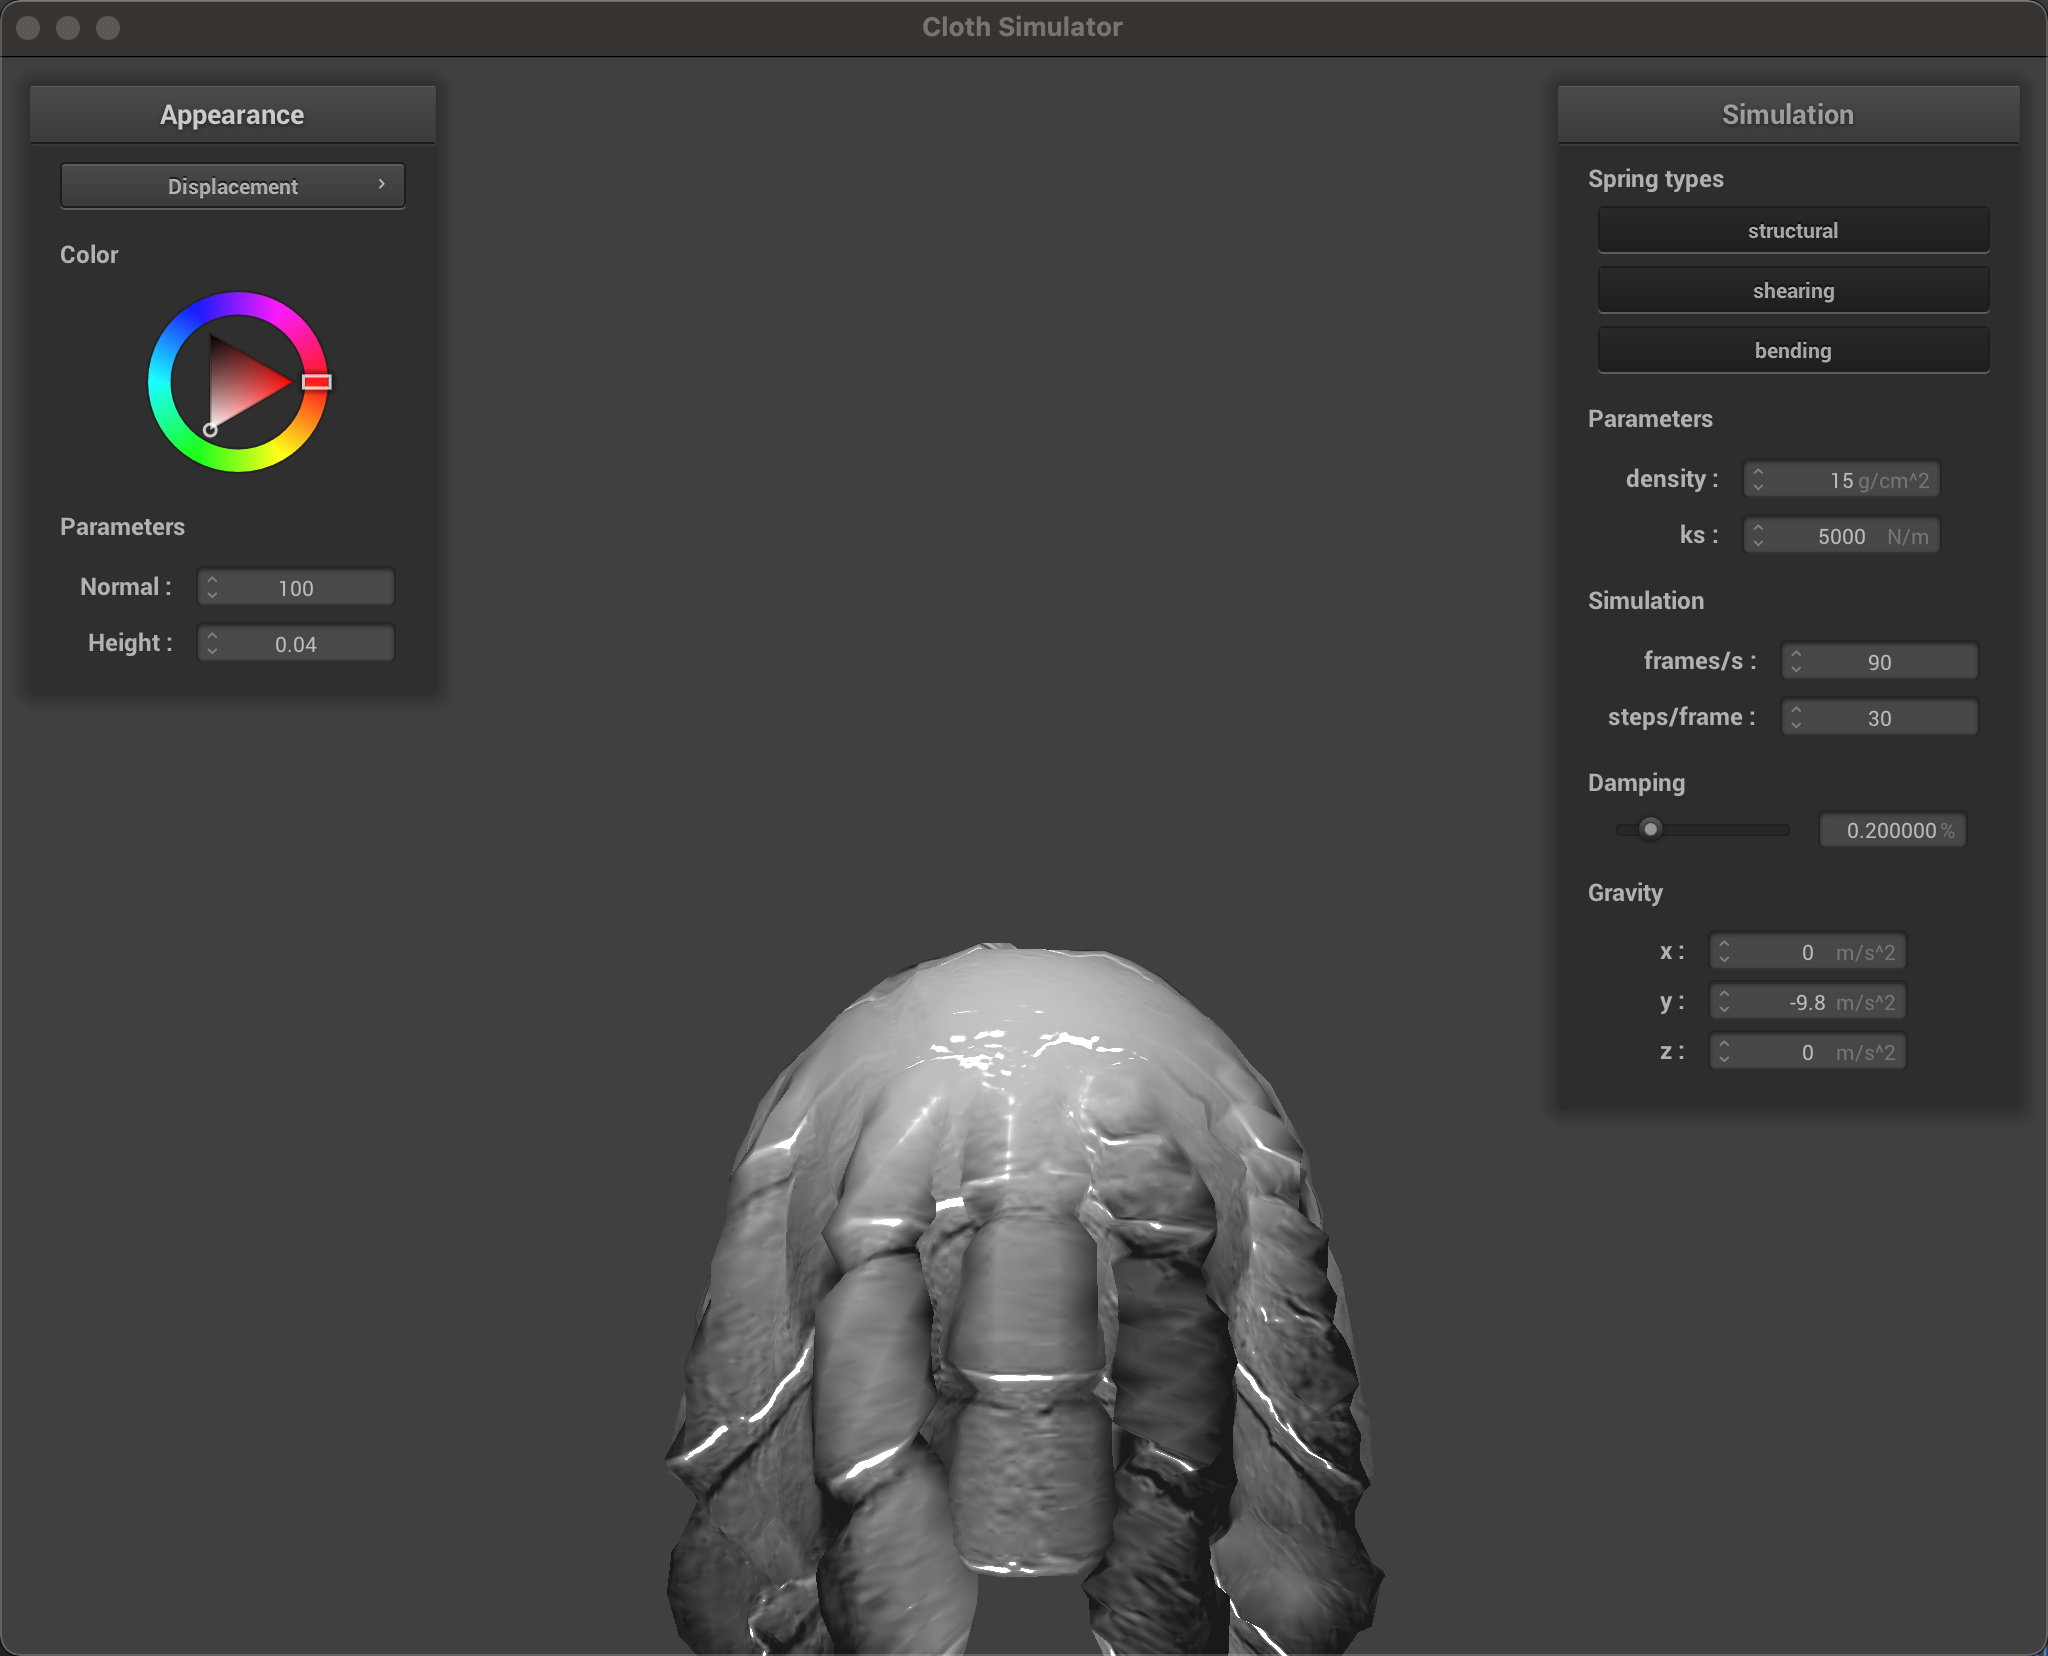 Cloth Simulator
Appearance
Displacement
Color
Parameters
Normal : 100
Height : 0.04
Simulation
Spring types
structural
shearing
bending
Parameters
density : 15 g/cm^2
ks : 5000 N/m
Simulation
frames/s : 90
steps/frame : 30
Damping
0.200000 %
Gravity
x : 0 m/s^2
y : -9.8 m/s^2
z : 0 m/s^2